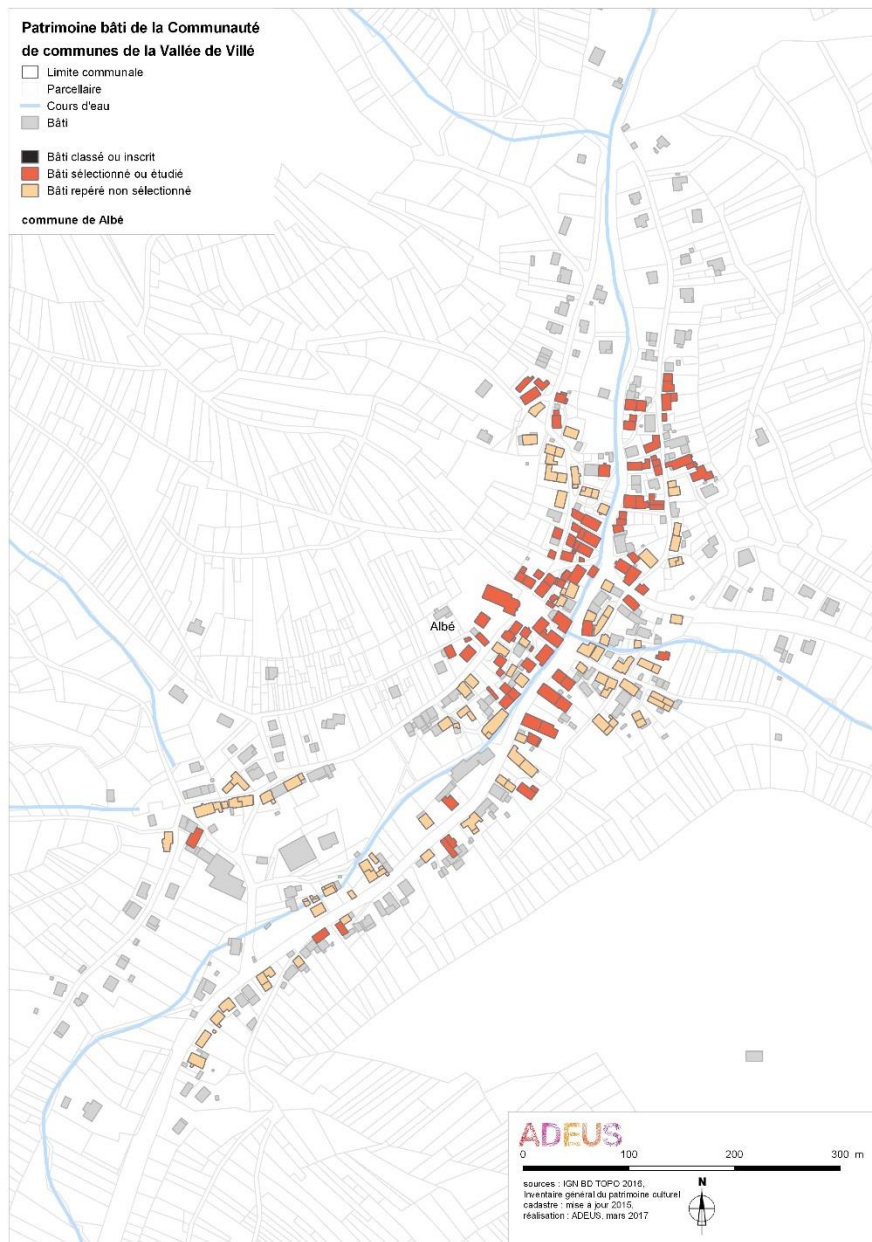 Patrimoine bâti de la Communauté
de communes de la Vallée de Villé
Limite communale
Parcellaire
Cours d'eau
Bâti
Bâti classé ou inscrit
Bâti sélectionné ou étudié
Bâti repéré non sélectionné
commune de Albé
Albé
ADEUS
0 100 200 300 m
sources : IGN BD TOPO 2016,
Inventaire général du patrimoine culturel
cadastre : mise à jour 2015,
réalisation : ADEUS, mars 2017
N